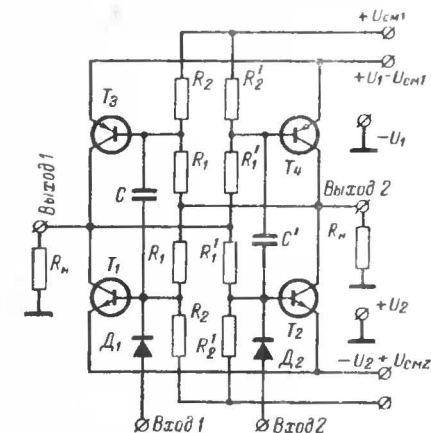 +Uсм1
+U1-Uсм1
R2
R2'
T3
T4
-U1
R1
R1'
C
Выход 1
Выход 2
Rн
R1
R1'
C'
Rн
T1
T2
+U2
Д1
R2
R2'
Д2
-U2+Uсм2
Вход 1
Вход 2